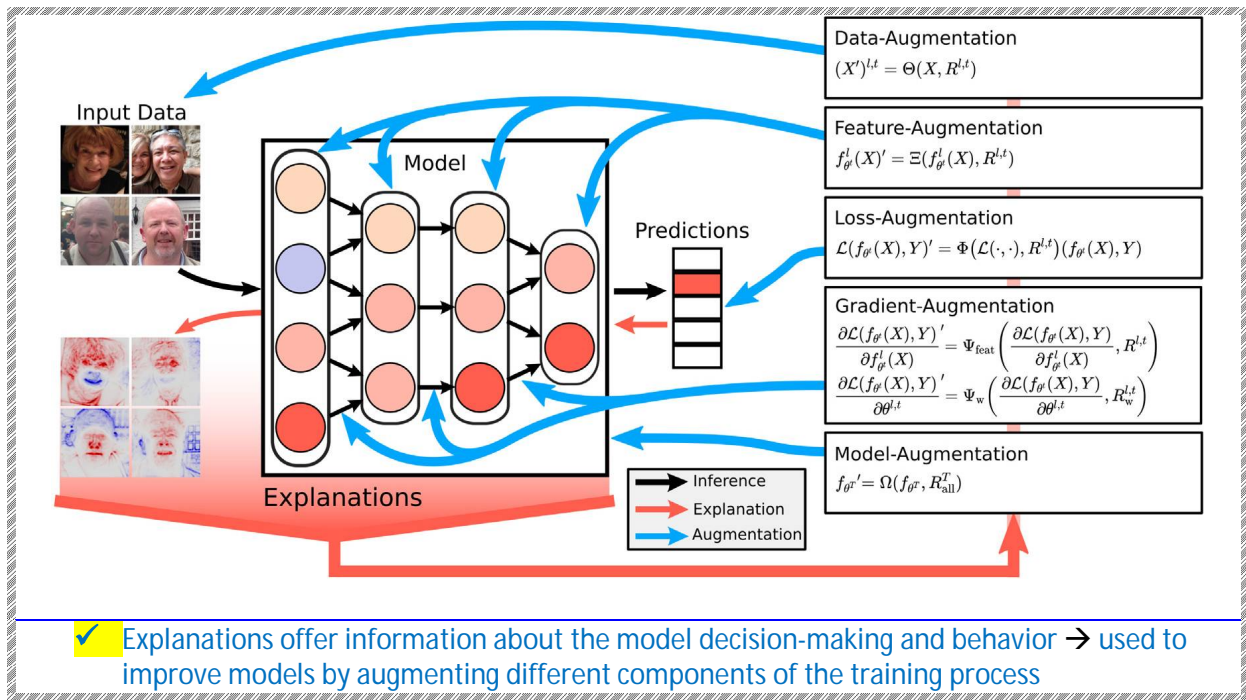 Input Data
Model
Predictions
Explanations
Inference
Explanation
Augmentation
Data-Augmentation
(X′)^{l,t} = Θ(X, R^{l,t})
Feature-Augmentation
f^l_{θ^t}(X)′ = Ξ(f^l_{θ^t}(X), R^{l,t})
Loss-Augmentation
ℒ(f_{θ^t}(X), Y)′ = Φ(ℒ(·,·), R^{l,t})(f_{θ^t}(X), Y)
Gradient-Augmentation
∂ℒ(f_{θ^t}(X), Y)′ / ∂f^l_{θ^t}(X) = Ψ_feat(∂ℒ(f_{θ^t}(X), Y) / ∂f^l_{θ^t}(X), R^{l,t})
∂ℒ(f_{θ^t}(X), Y)′ / ∂θ^{l,t} = Ψ_w(∂ℒ(f_{θ^t}(X), Y) / ∂θ^{l,t}, R_w^{l,t})
Model-Augmentation
f_{θ^T}′ = Ω(f_{θ^T}, R^T_all)
✓ Explanations offer information about the model decision-making and behavior → used to
improve models by augmenting different components of the training process